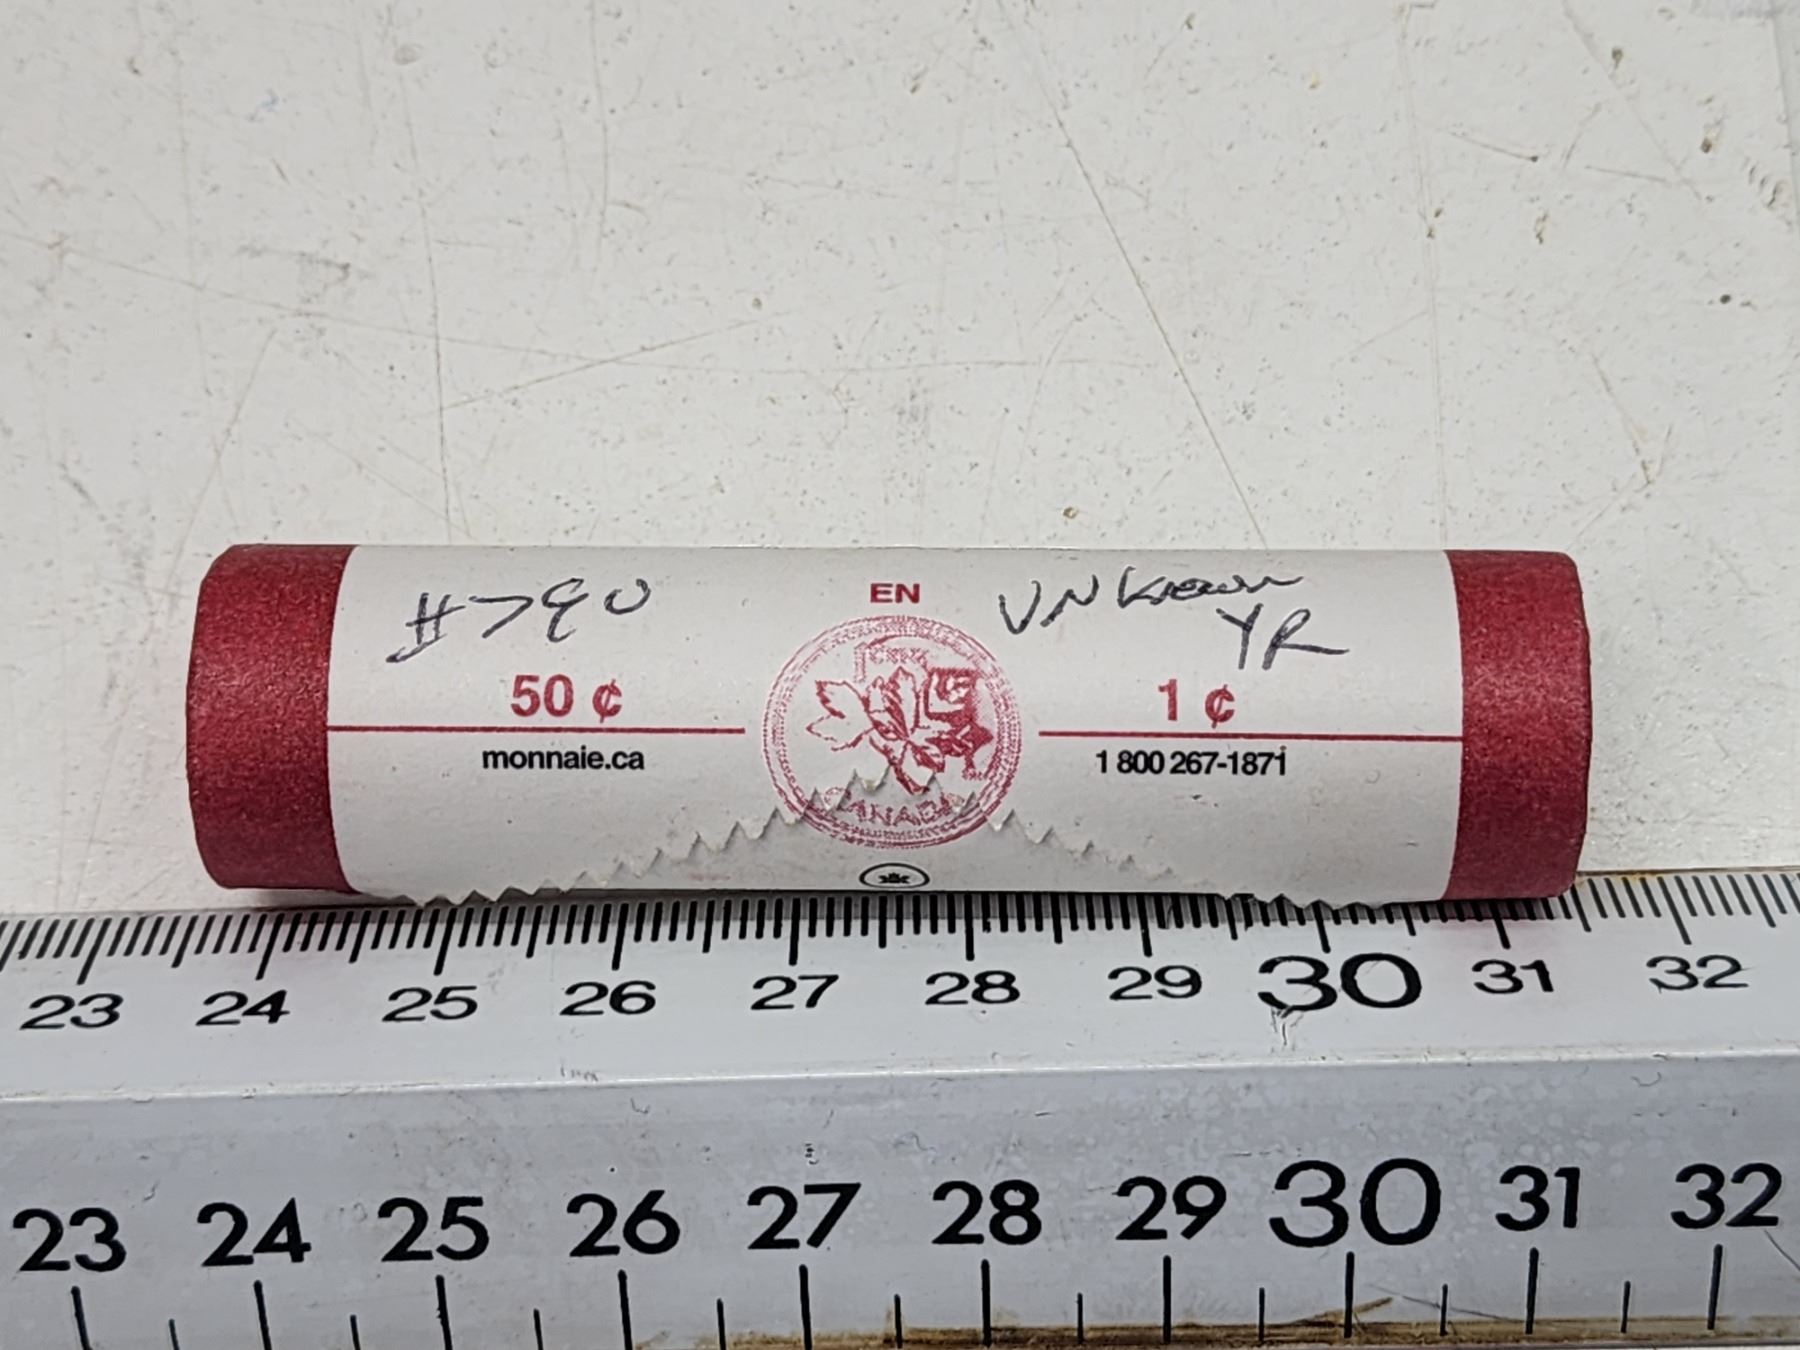 #790
EN
UNKnown
YR
50 ¢
1 ¢
monnaie.ca
1 800 267-1871
CANADA
23 24 25 26 27 28 29 30 31 32
23 24 25 26 27 28 29 30 31 32